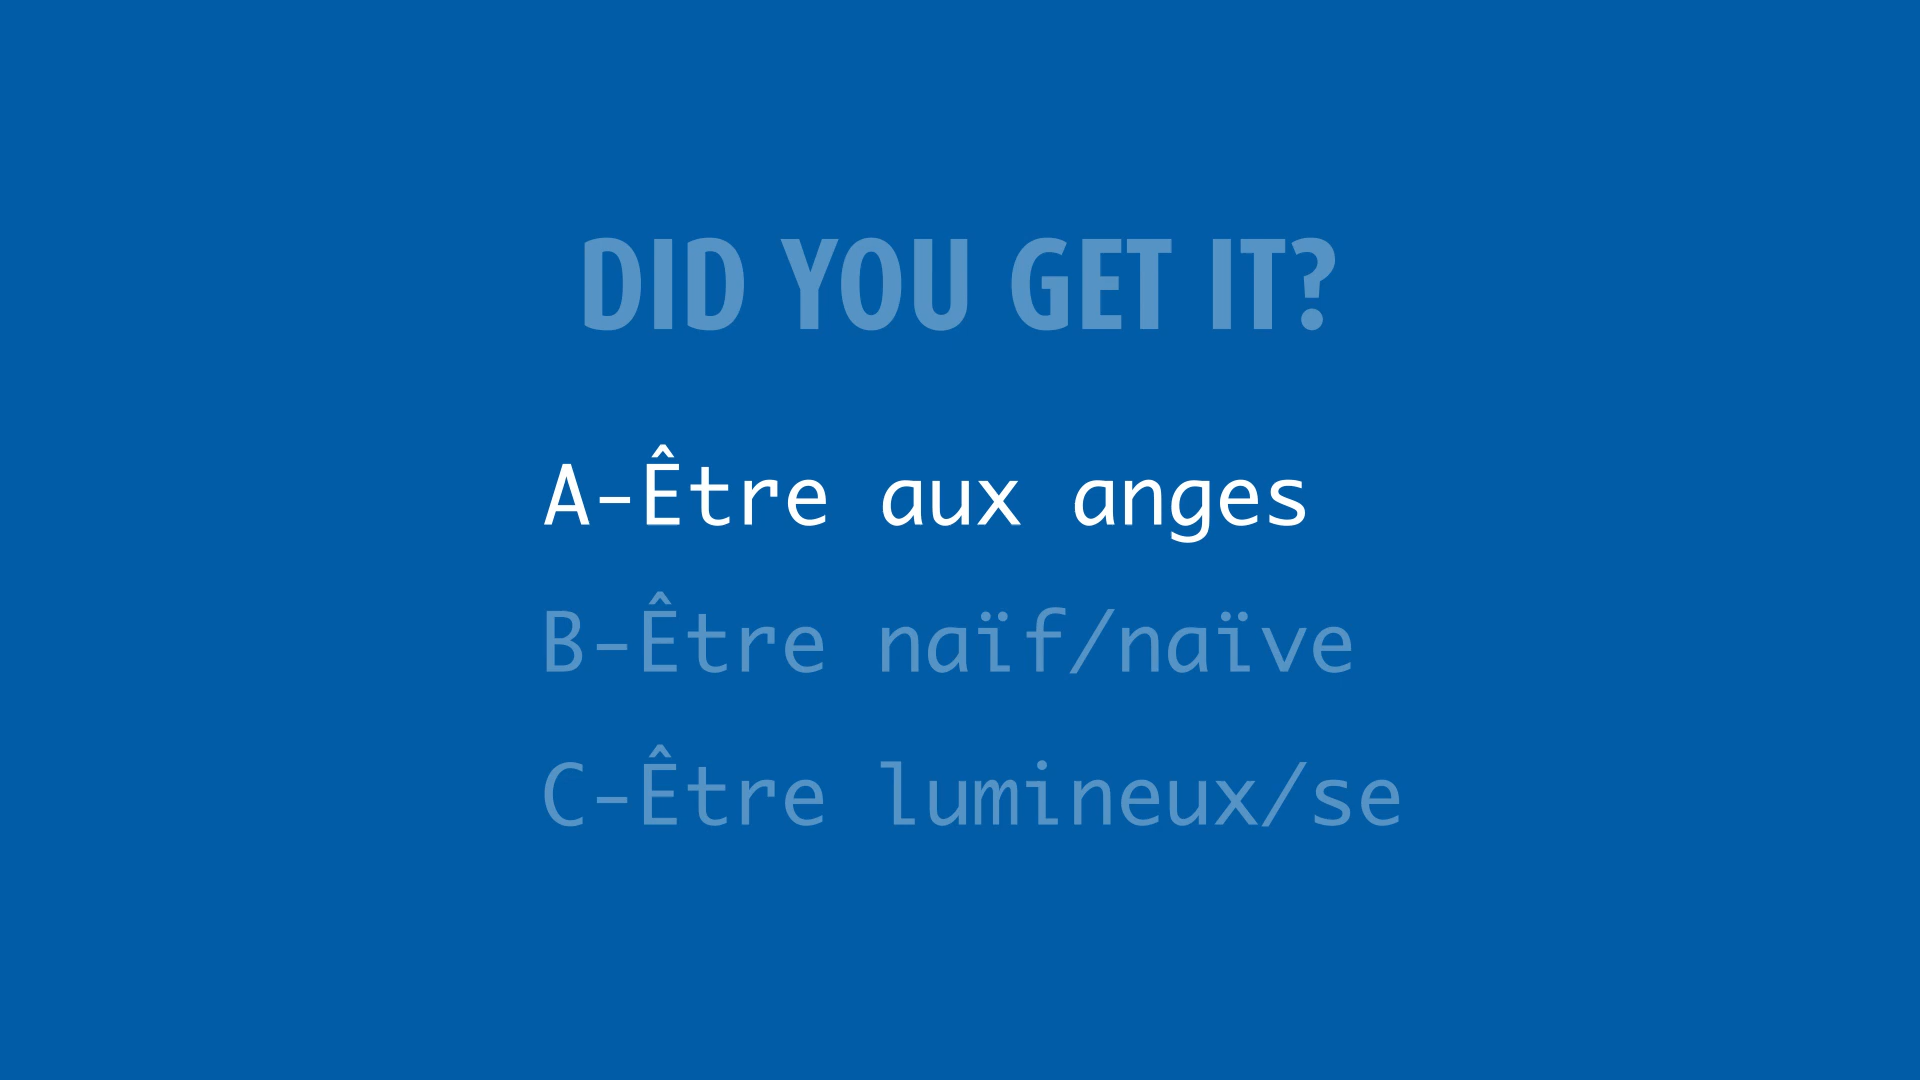 DID YOU GET IT?
A-Être aux anges
B-Être naïf/naïve
C-Être lumineux/se